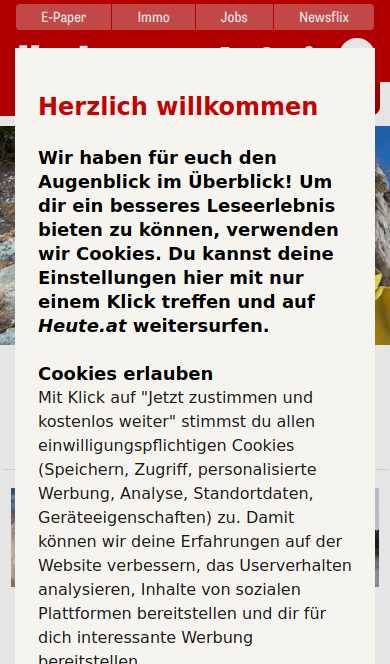 E-Paper
Immo
Jobs
Newsflix
Herzlich willkommen
Wir haben für euch den
Augenblick im Überblick! Um
dir ein besseres Leseerlebnis
bieten zu können, verwenden
wir Cookies. Du kannst deine
Einstellungen hier mit nur
einem Klick treffen und auf
Heute.at weitersurfen.
Cookies erlauben
Mit Klick auf "Jetzt zustimmen und
kostenlos weiter" stimmst du allen
einwilligungspflichtigen Cookies
(Speichern, Zugriff, personalisierte
Werbung, Analyse, Standortdaten,
Geräteeigenschaften) zu. Damit
können wir deine Erfahrungen auf der
Website verbessern, das Userverhalten
analysieren, Inhalte von sozialen
Plattformen bereitstellen und dir für
dich interessante Werbung
bereitstellen